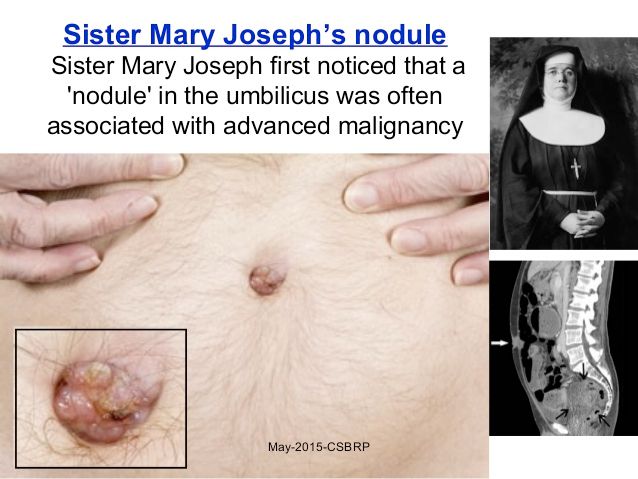 Sister Mary Joseph’s nodule
Sister Mary Joseph first noticed that a
'nodule' in the umbilicus was often
associated with advanced malignancy
May-2015-CSBRP